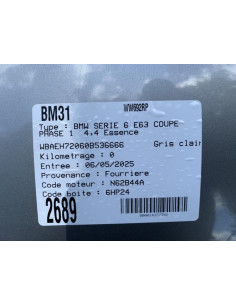 BM31
WW692RP
Type : BMW SERIE 6 E63 COUPE
PHASE 1 4.4 Essence
WBAEH72060B536666 Gris clair
Kilometrage : 0
Entree : 06/05/2025
Provenance : Fourriere
Code moteur : N62B44A
Code boite : 6HP24
2689